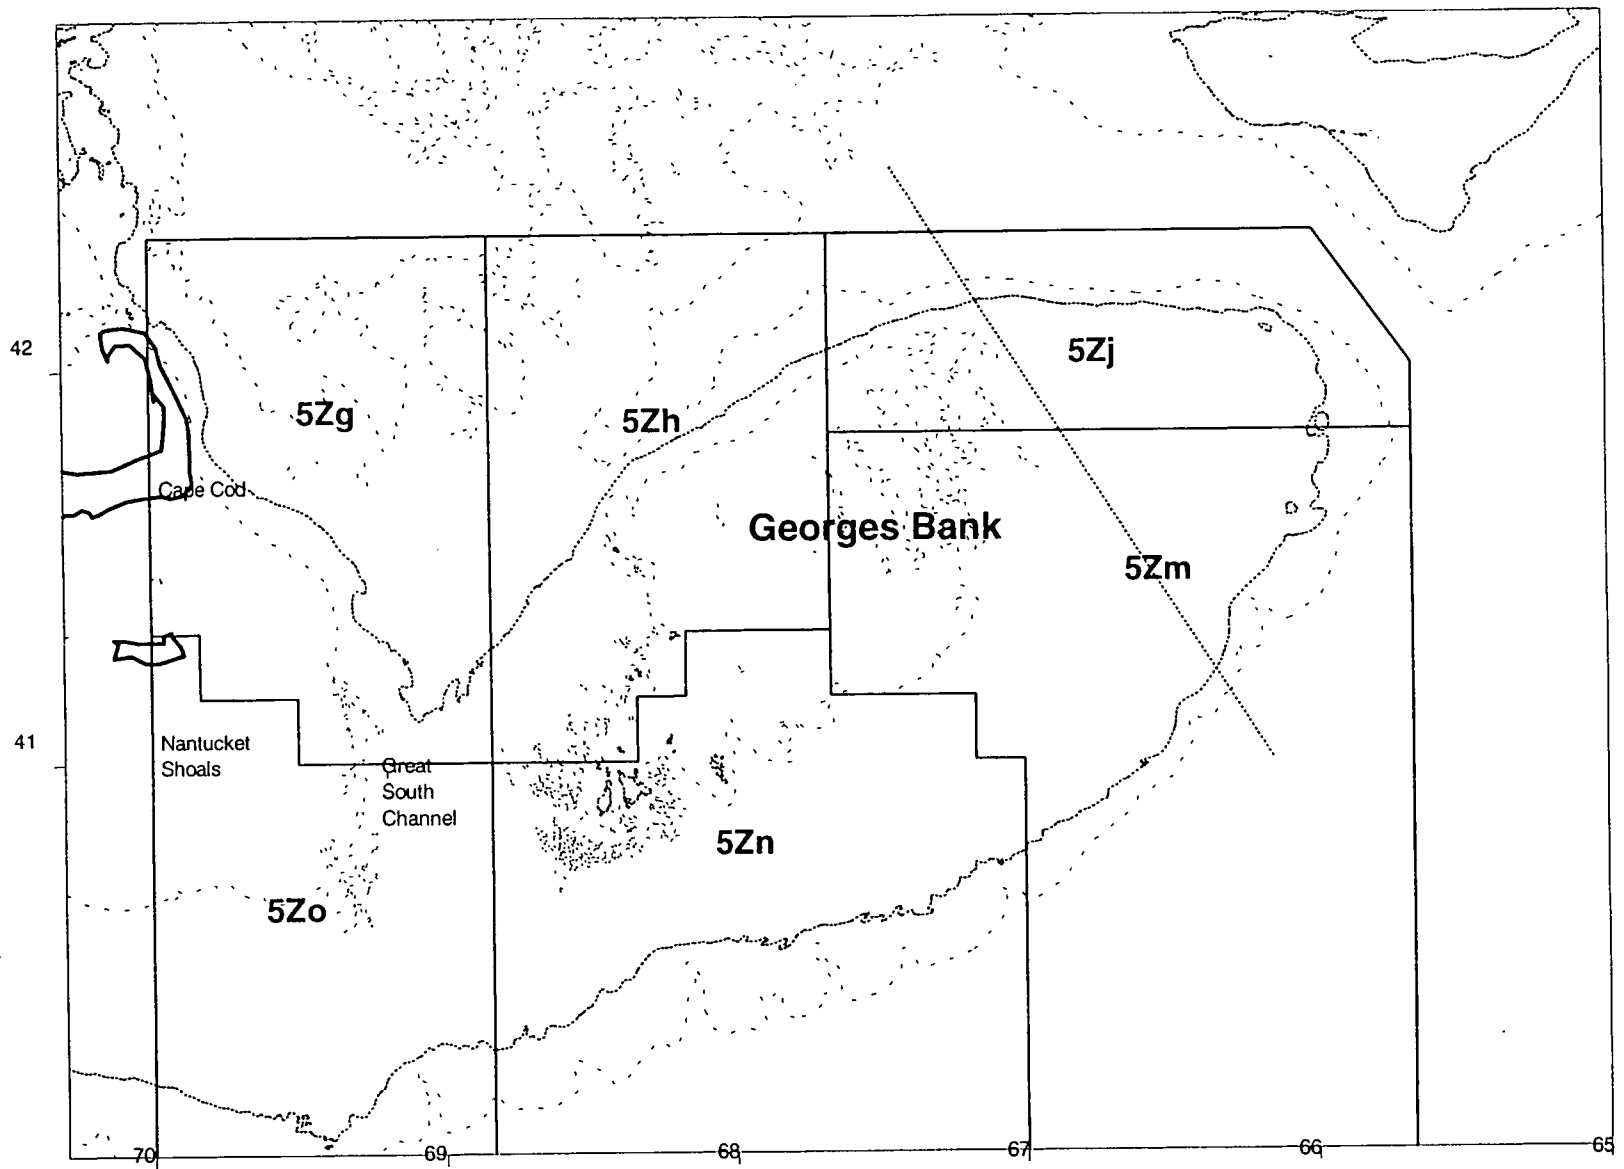 42
5Zj
5Zg
5Zh
Cape Cod
Georges Bank
5Zm
41
Nantucket
Shoals
Great
South
Channel
5Zn
5Zo
70
69
68
67
66
65